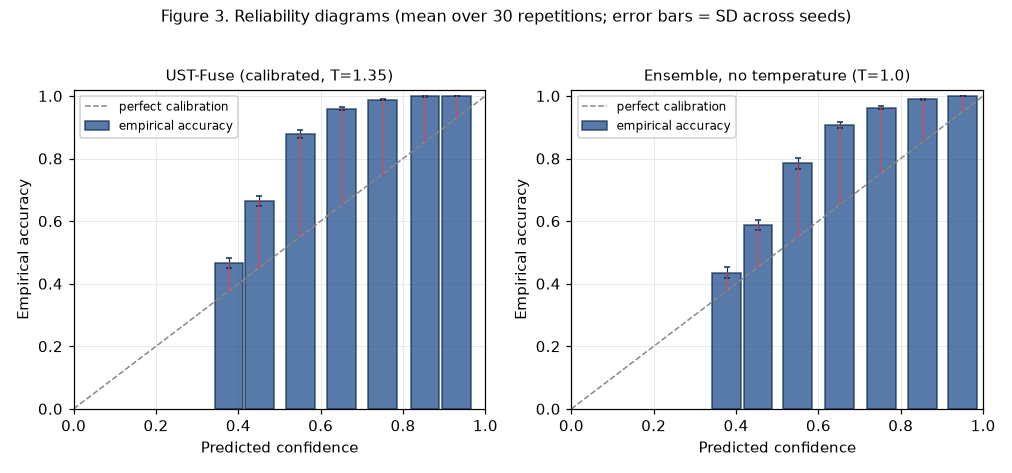 Figure 3. Reliability diagrams (mean over 30 repetitions; error bars = SD across seeds)
UST-Fuse (calibrated, T=1.35)
perfect calibration
empirical accuracy
Empirical accuracy
1.0
0.8
0.6
0.4
0.2
0.0
0.0 0.2 0.4 0.6 0.8 1.0
Predicted confidence
Ensemble, no temperature (T=1.0)
perfect calibration
empirical accuracy
Empirical accuracy
1.0
0.8
0.6
0.4
0.2
0.0
0.0 0.2 0.4 0.6 0.8 1.0
Predicted confidence